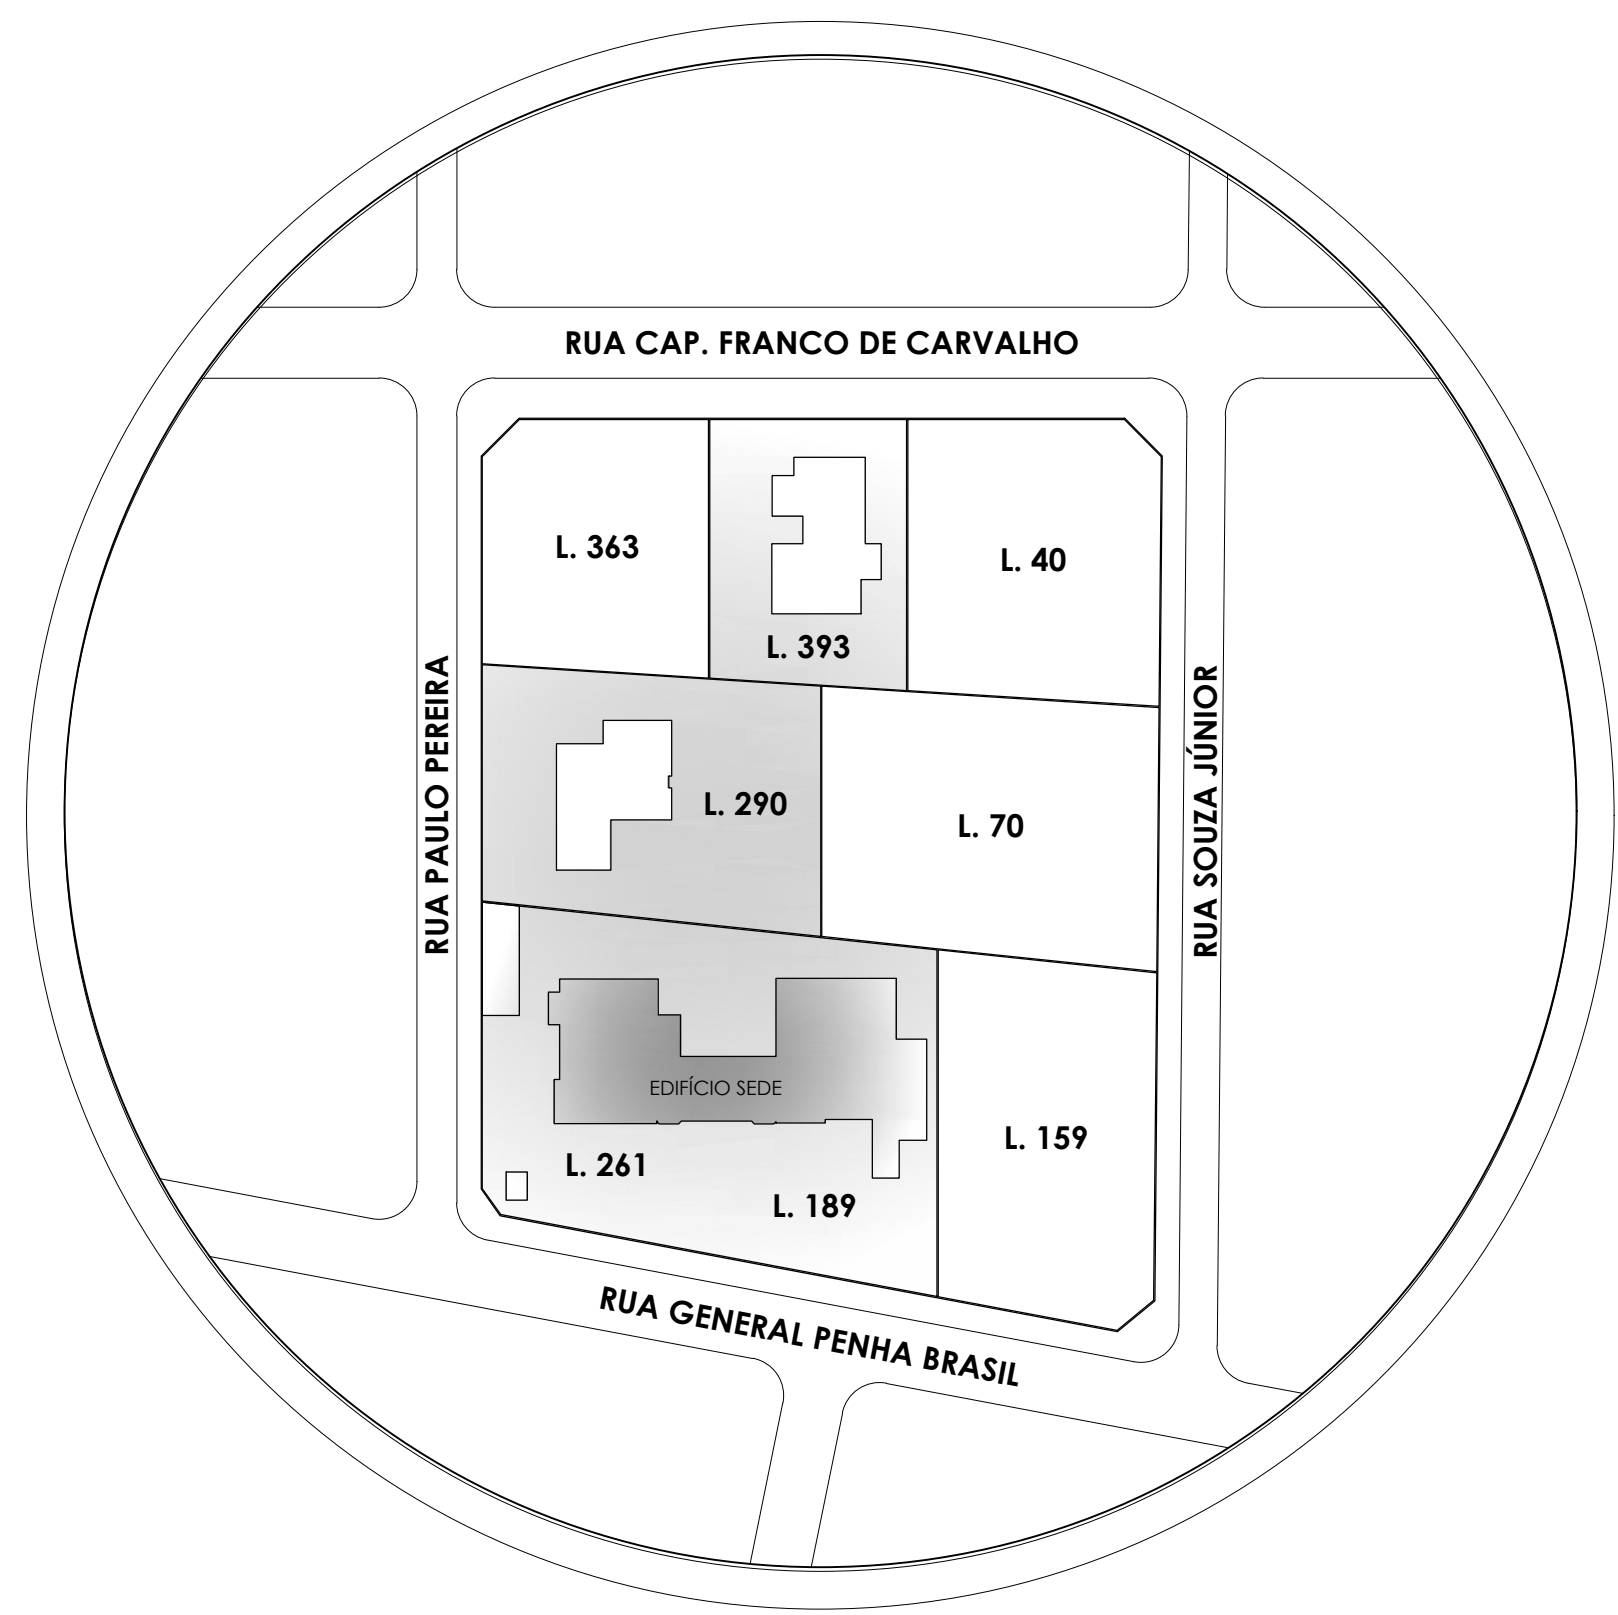 RUA CAP. FRANCO DE CARVALHO
L. 363
L. 40
L. 393
RUA PAULO PEREIRA
RUA SOUZA JÚNIOR
L. 290
L. 70
EDIFÍCIO SEDE
L. 159
L. 261
L. 189
RUA GENERAL PENHA BRASIL